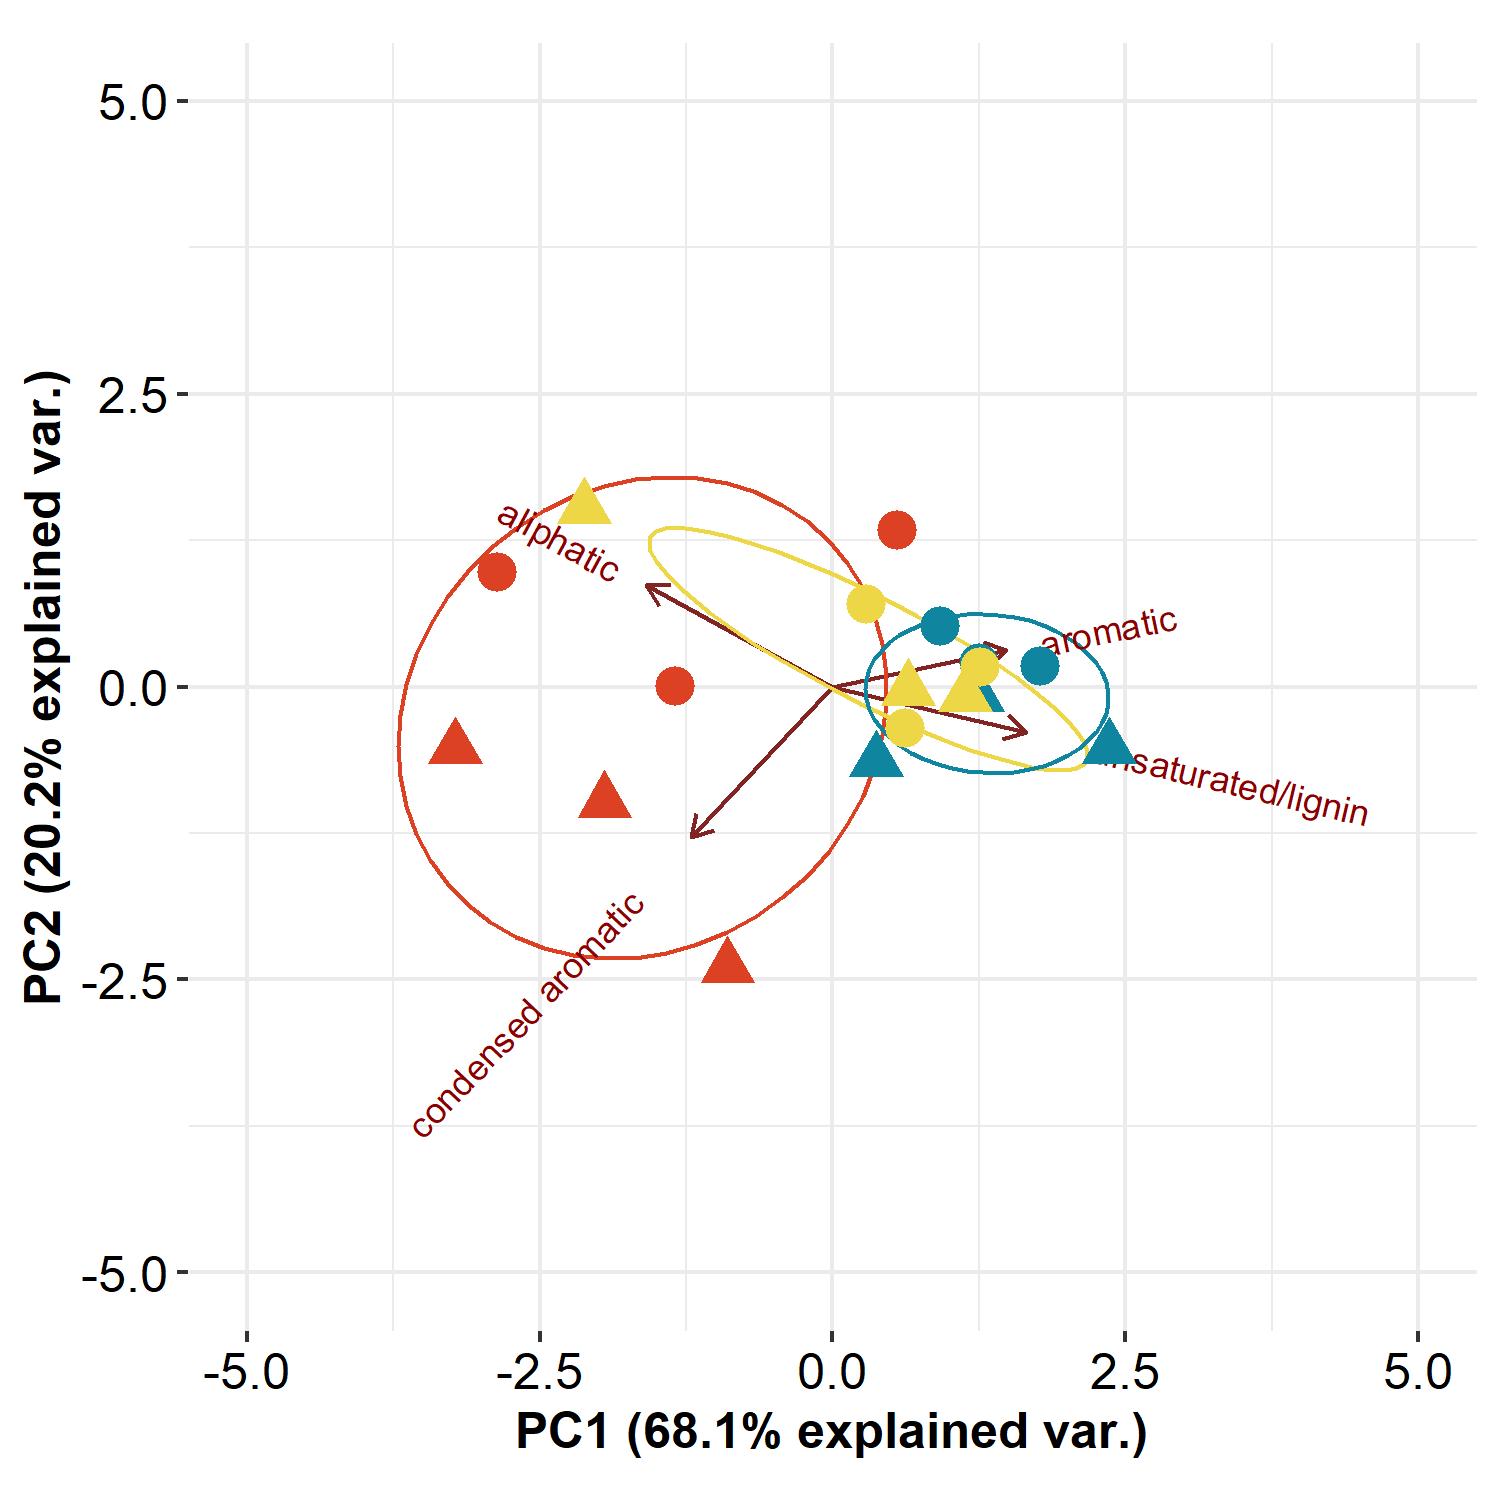 5.0
2.5
0.0
-2.5
-5.0
PC2 (20.2% explained var.)
aliphatic
aromatic
condensed aromatic
-5.0
-2.5
0.0
2.5
5.0
PC1 (68.1% explained var.)